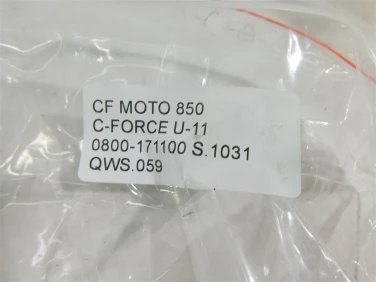 CF MOTO 850
C-FORCE U-11
0800-171100 S.1031
QWS.059